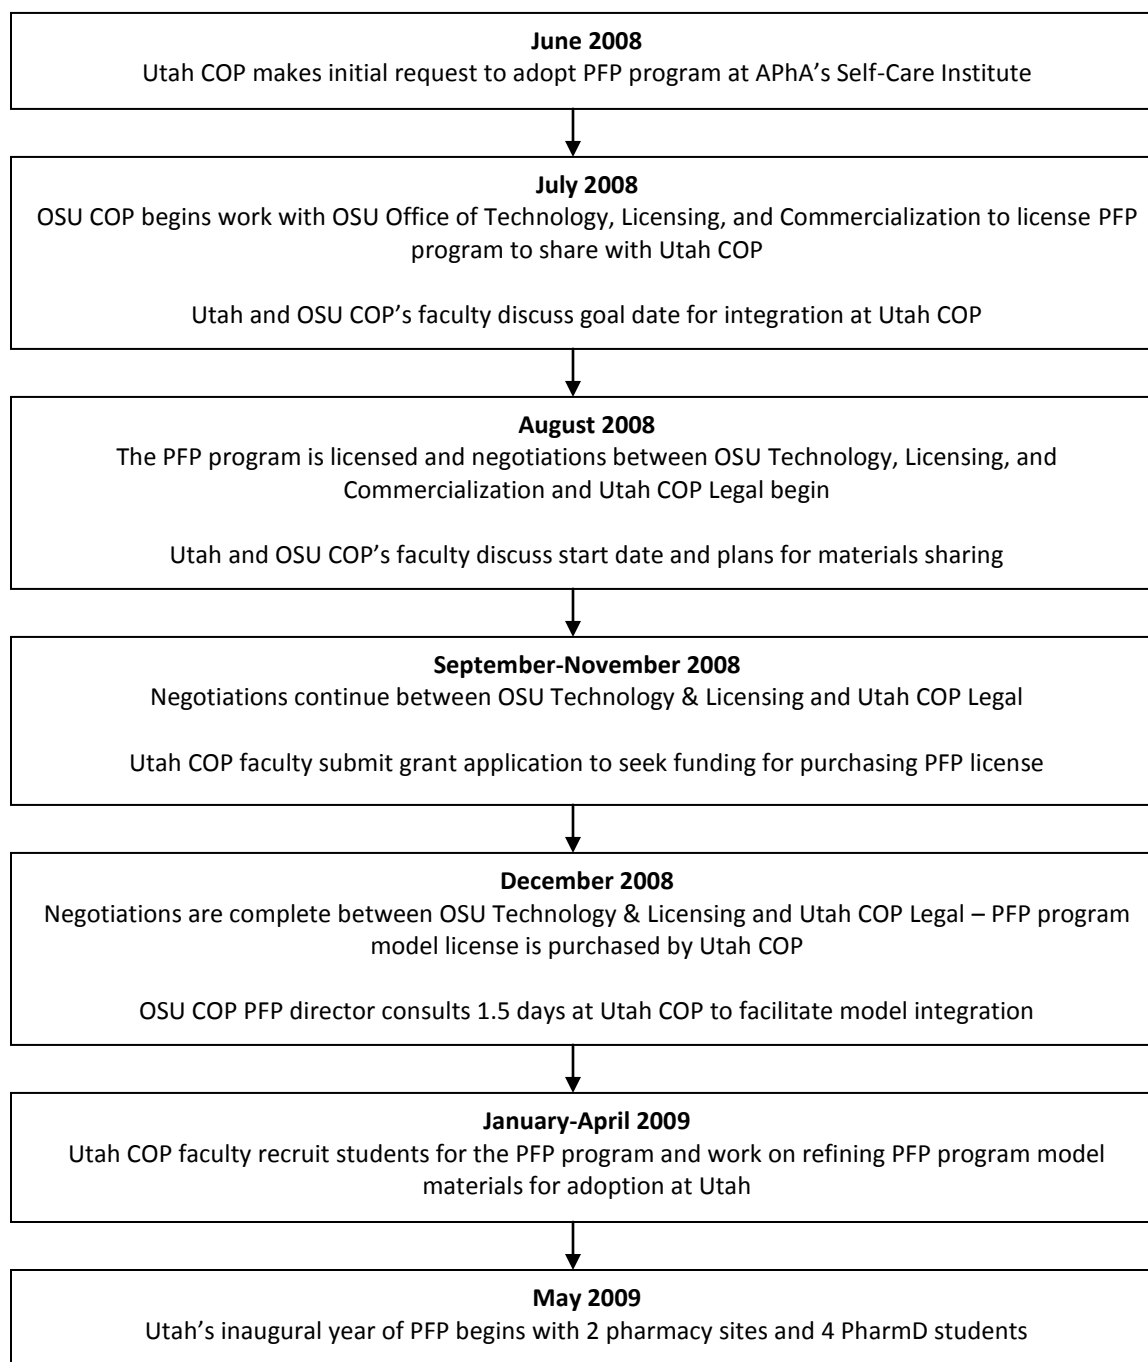 June 2008
Utah COP makes initial request to adopt PFP program at APhA’s Self-Care Institute
July 2008
OSU COP begins work with OSU Office of Technology, Licensing, and Commercialization to license PFP
program to share with Utah COP
Utah and OSU COP’s faculty discuss goal date for integration at Utah COP
August 2008
The PFP program is licensed and negotiations between OSU Technology, Licensing, and
Commercialization and Utah COP Legal begin
Utah and OSU COP’s faculty discuss start date and plans for materials sharing
September-November 2008
Negotiations continue between OSU Technology & Licensing and Utah COP Legal
Utah COP faculty submit grant application to seek funding for purchasing PFP license
December 2008
Negotiations are complete between OSU Technology & Licensing and Utah COP Legal – PFP program
model license is purchased by Utah COP
OSU COP PFP director consults 1.5 days at Utah COP to facilitate model integration
January-April 2009
Utah COP faculty recruit students for the PFP program and work on refining PFP program model
materials for adoption at Utah
May 2009
Utah’s inaugural year of PFP begins with 2 pharmacy sites and 4 PharmD students